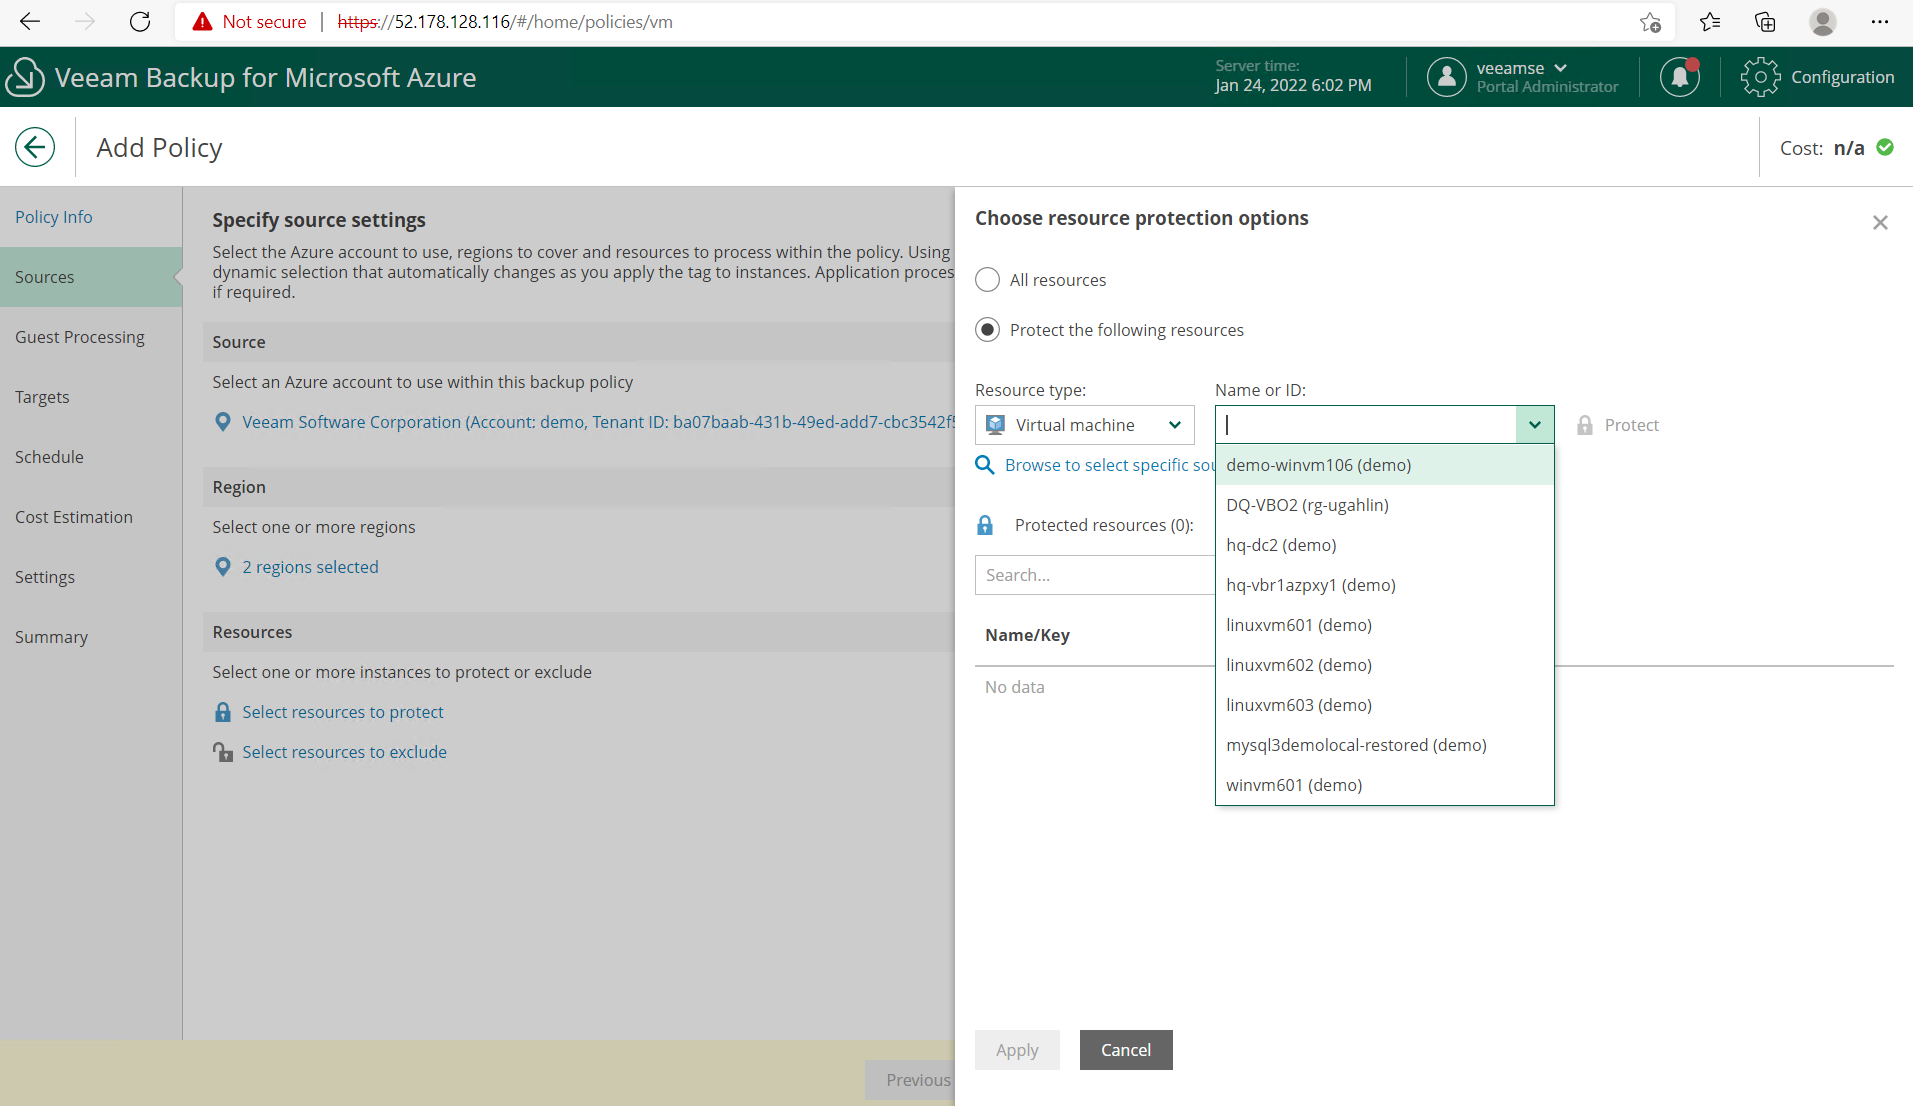 Not secure
https://52.178.128.116/#/home/policies/vm
Veeam Backup for Microsoft Azure
Server time:
Jan 24, 2022 6:02 PM
veeamse
Portal Administrator
Configuration
Add Policy
Cost: n/a
Policy Info
Sources
Guest Processing
Targets
Schedule
Cost Estimation
Settings
Summary
Specify source settings
Select the Azure account to use, regions to cover and resources to process within the policy. Using
dynamic selection that automatically changes as you apply the tag to instances. Application proces
if required.
Source
Select an Azure account to use within this backup policy
Veeam Software Corporation (Account: demo, Tenant ID: ba07baab-431b-49ed-add7-cbc3542f5
Region
Select one or more regions
2 regions selected
Resources
Select one or more instances to protect or exclude
Select resources to protect
Select resources to exclude
Previous
Choose resource protection options
All resources
Protect the following resources
Resource type:
Virtual machine
Name or ID:
Protect
Browse to select specific sou
demo-winvm106 (demo)
DQ-VBO2 (rg-ugahlin)
hq-dc2 (demo)
hq-vbr1azpxy1 (demo)
linuxvm601 (demo)
linuxvm602 (demo)
linuxvm603 (demo)
mysql3demolocal-restored (demo)
winvm601 (demo)
Protected resources (0):
Search...
Name/Key
No data
Apply
Cancel